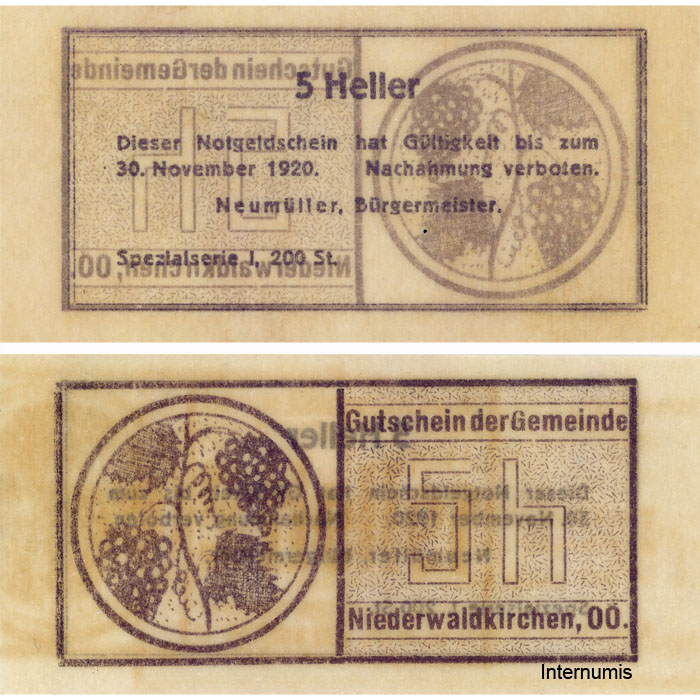 5 Heller
Dieser Notgeldschein hat Gültigkeit bis zum
30. November 1920. Nachahmung verboten.
Neumüller, Bürgermeister.
Spezialserie I, 200 St.
Gutschein der Gemeinde
5H
Niederwaldkirchen, OO.
Internumis